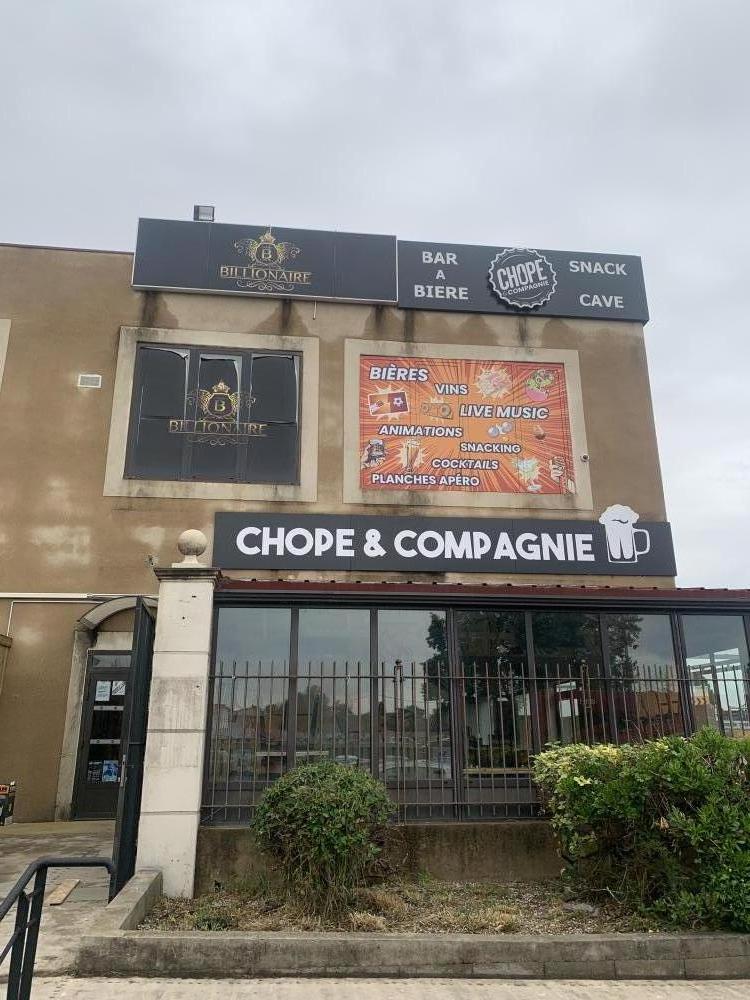 B
BILLIONAIRE
BAR
A
BIERE
CHOPE
& COMPAGNIE
SNACK
CAVE
B
BILLIONAIRE
BIÈRES
VINS
LIVE MUSIC
ANIMATIONS
SNACKING
COCKTAILS
PLANCHES APÉRO
CHOPE & COMPAGNIE